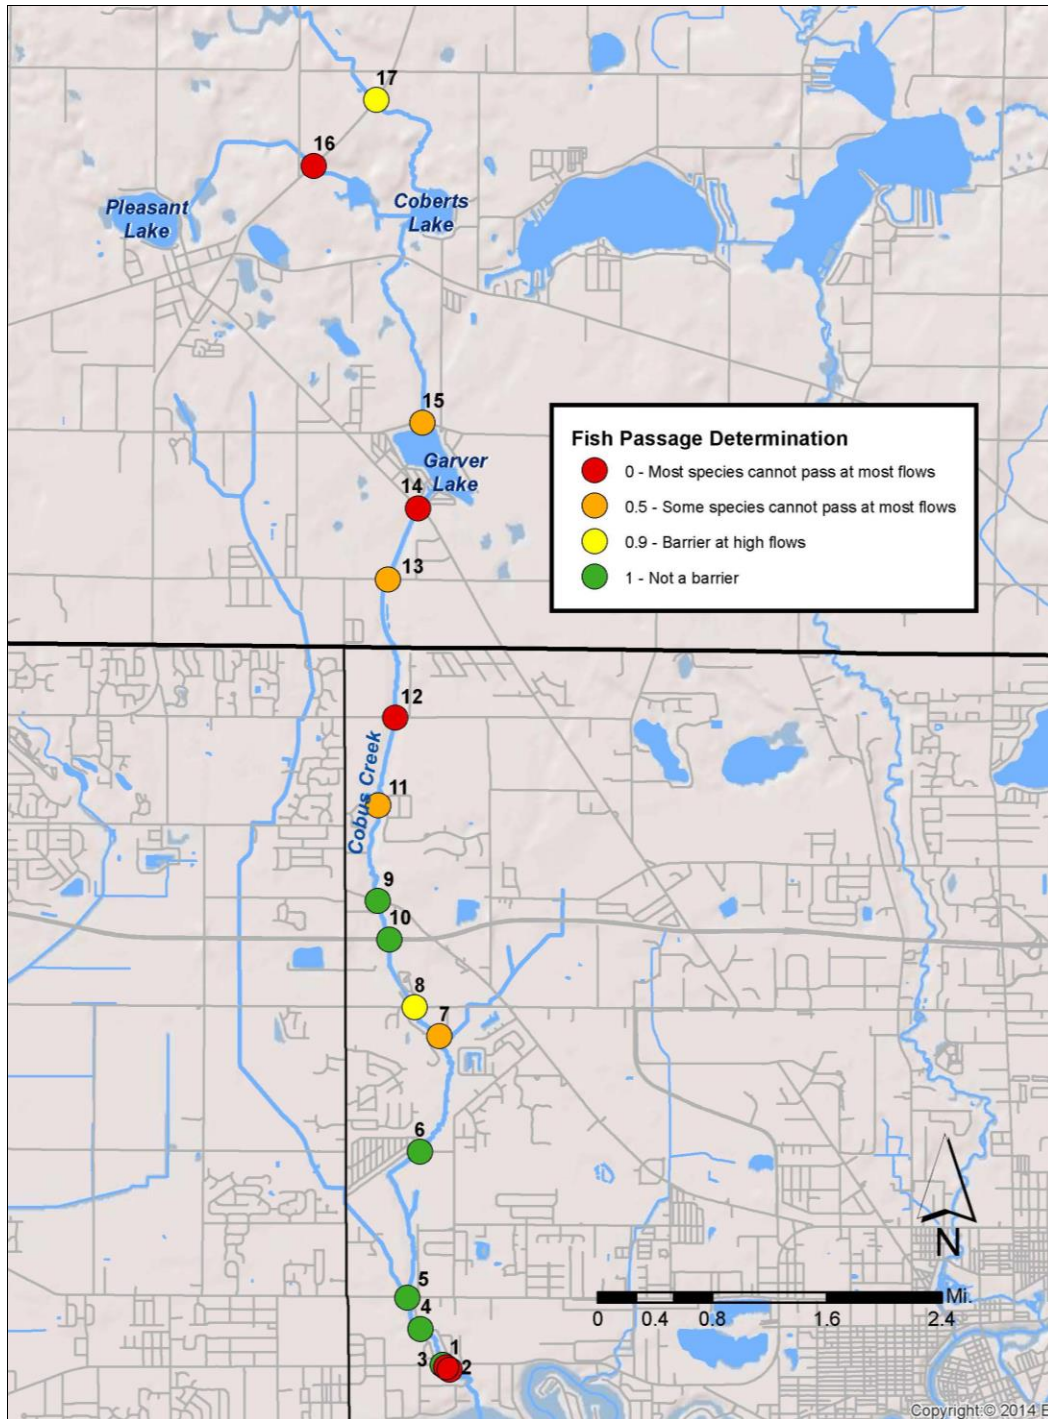 17
16
Pleasant
Lake
Coberts
Lake
15
Garver
Lake
14
13
Fish Passage Determination
0 - Most species cannot pass at most flows
0.5 - Some species cannot pass at most flows
0.9 - Barrier at high flows
1 - Not a barrier
12
Cobus Creek
11
9
10
8
7
6
N
5
4
Mi.
0 0.4 0.8 1.6 2.4
1
3
2
Copyright:© 2014 E